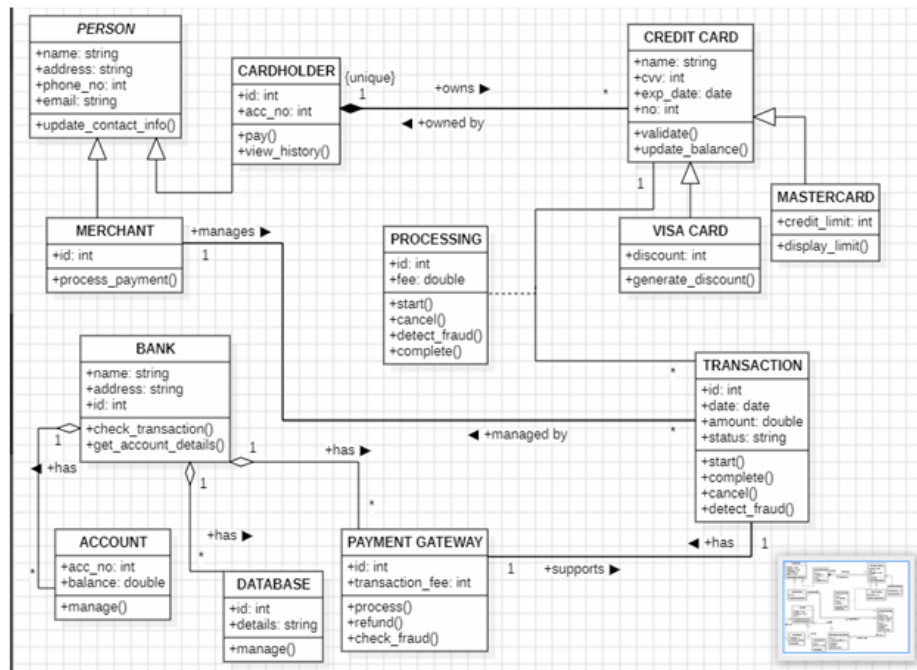 PERSON
+name: string
+address: string
+phone_no: int
+email: string
+update_contact_info()
CARDHOLDER
+id: int
+acc_no: int
+pay()
+view_history()
{unique}
1
+owns ▶
*
◀ +owned by
CREDIT CARD
+name: string
+cvv: int
+exp_date: date
+no: int
+validate()
+update_balance()
1
MERCHANT
+id: int
+process_payment()
+manages ▶
1
PROCESSING
+id: int
+fee: double
+start()
+cancel()
+detect_fraud()
+complete()
VISA CARD
+discount: int
+generate_discount()
MASTERCARD
+credit_limit: int
+display_limit()
BANK
+name: string
+address: string
+id: int
+check_transaction()
+get_account_details()
1
◀ +has
*
1
+has ▶
*
1
+has ▶
*
*
◀ +managed by
*
TRANSACTION
+id: int
+date: date
+amount: double
+status: string
+start()
+complete()
+cancel()
+detect_fraud()
◀ +has
1
ACCOUNT
+acc_no: int
+balance: double
+manage()
DATABASE
+id: int
+details: string
+manage()
PAYMENT GATEWAY
+id: int
+transaction_fee: int
+process()
+refund()
+check_fraud()
1
+supports ▶